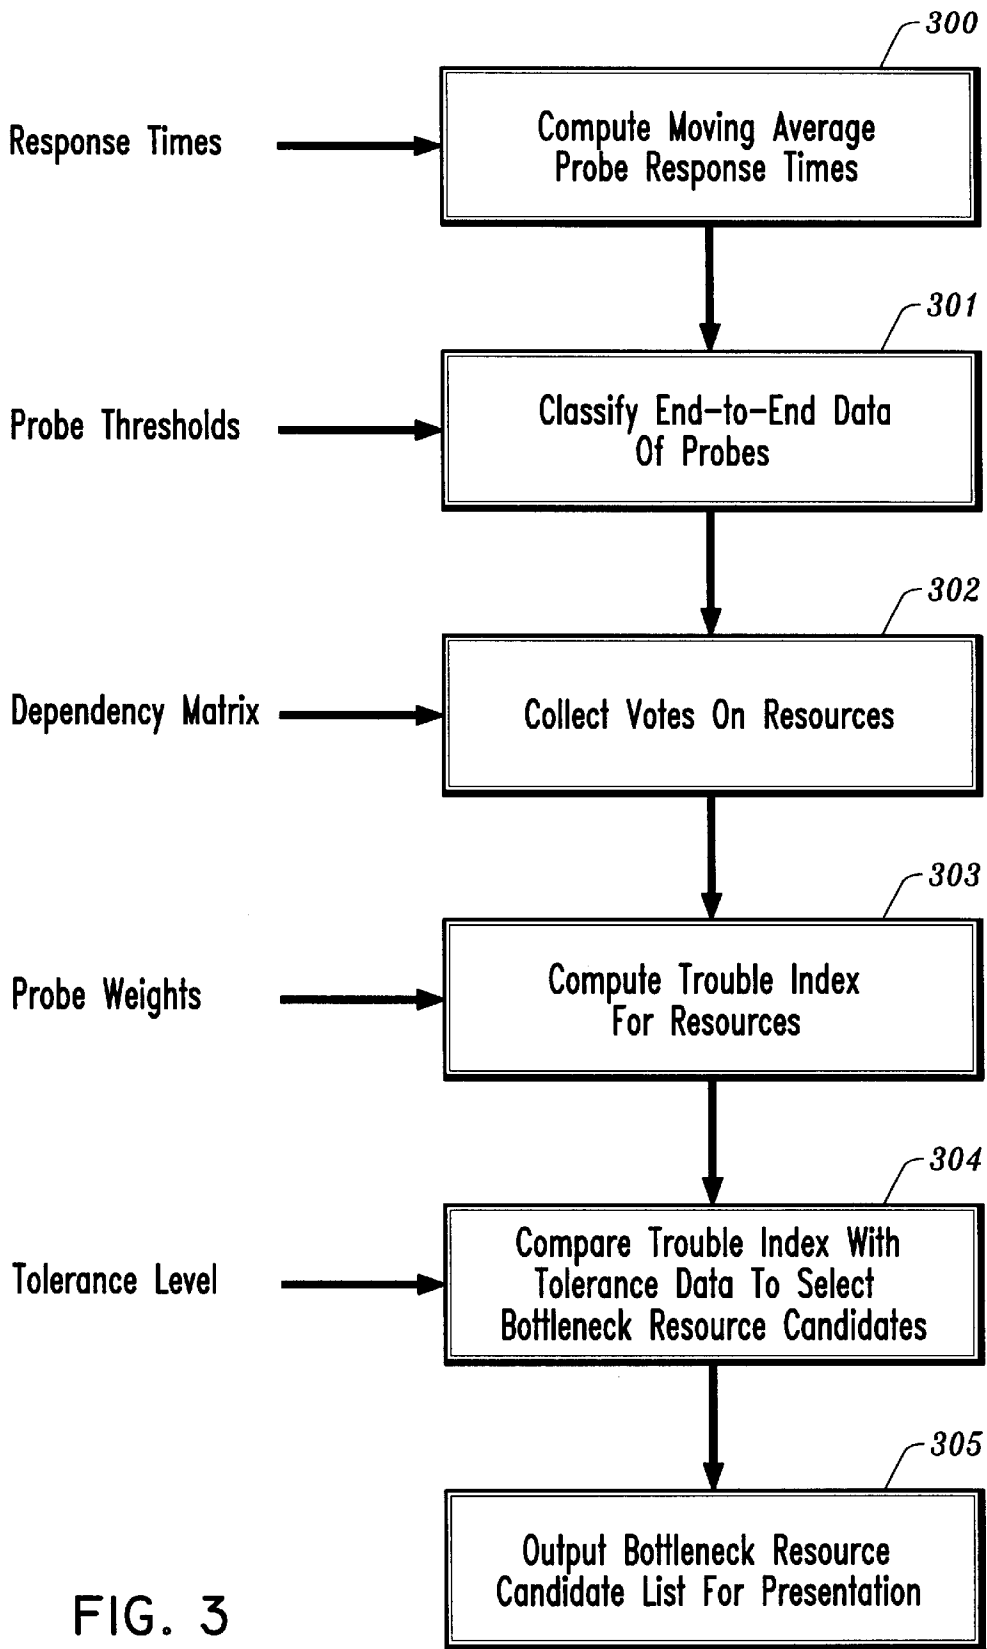 300
Response Times
Compute Moving Average
Probe Response Times
301
Probe Thresholds
Classify End-to-End Data
Of Probes
302
Dependency Matrix
Collect Votes On Resources
303
Probe Weights
Compute Trouble Index
For Resources
304
Tolerance Level
Compare Trouble Index With
Tolerance Data To Select
Bottleneck Resource Candidates
305
Output Bottleneck Resource
Candidate List For Presentation
FIG. 3